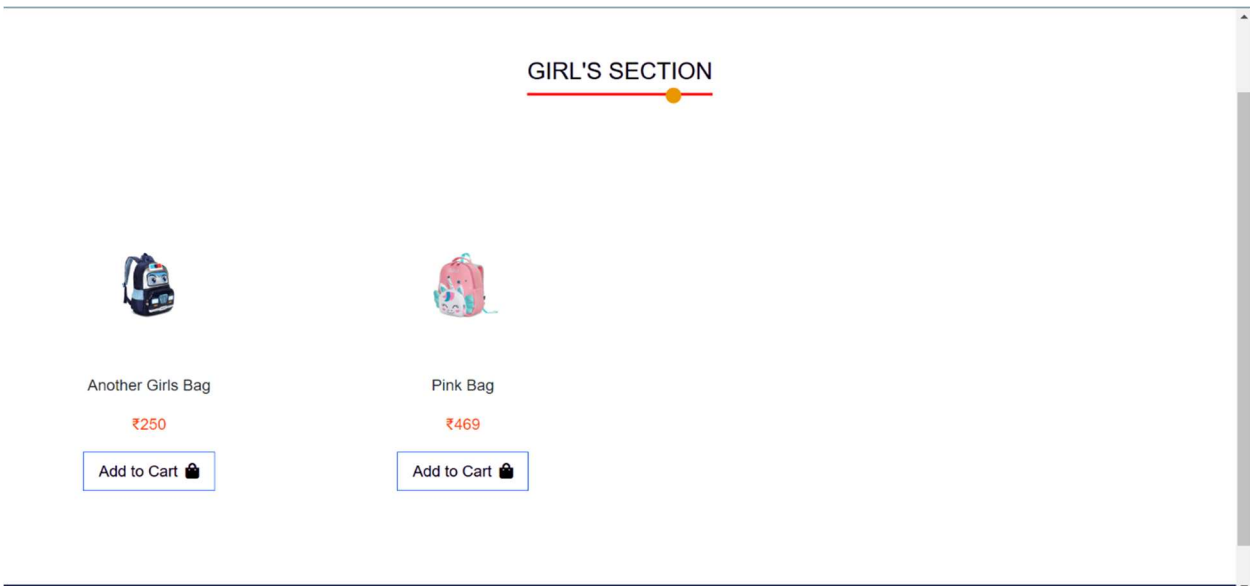 GIRL'S SECTION
Another Girls Bag
₹250
Add to Cart
Pink Bag
₹469
Add to Cart